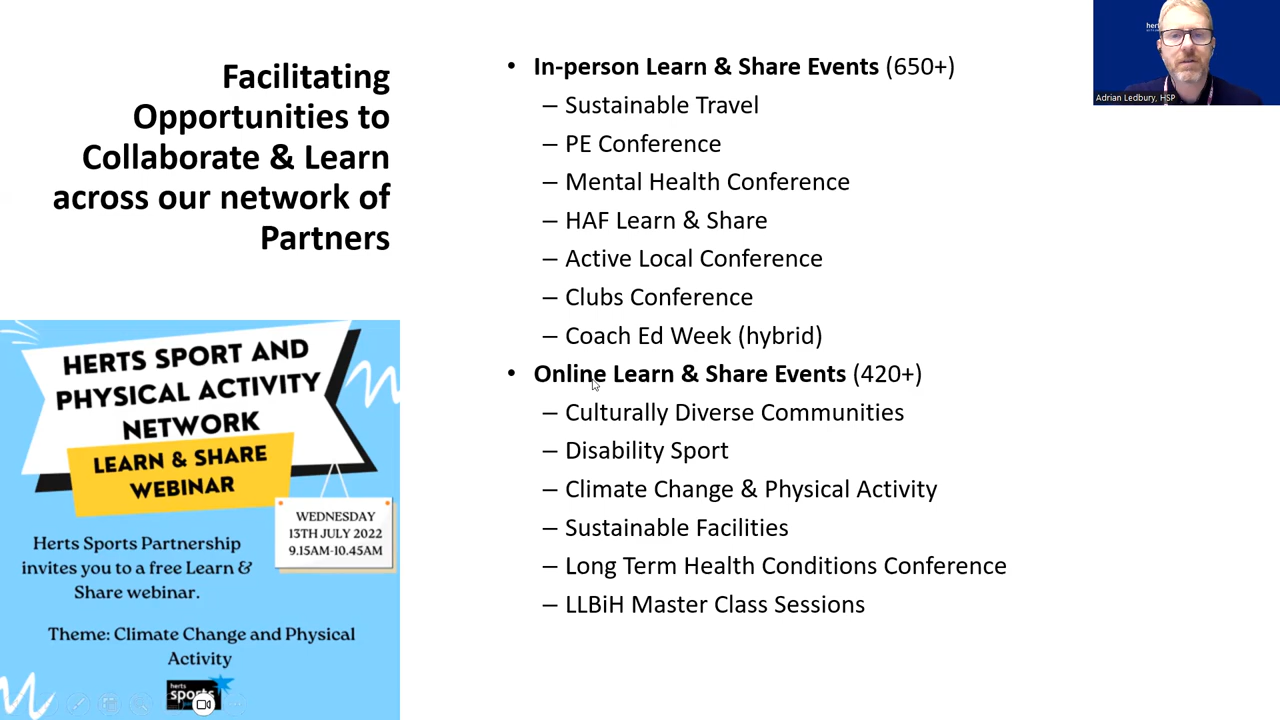 Facilitating
Opportunities to
Collaborate & Learn
across our network of
Partners
• In-person Learn & Share Events (650+)
– Sustainable Travel
– PE Conference
– Mental Health Conference
– HAF Learn & Share
– Active Local Conference
– Clubs Conference
– Coach Ed Week (hybrid)
• Online Learn & Share Events (420+)
– Culturally Diverse Communities
– Disability Sport
– Climate Change & Physical Activity
– Sustainable Facilities
– Long Term Health Conditions Conference
– LLBiH Master Class Sessions
HERTS SPORT AND
PHYSICAL ACTIVITY
NETWORK
LEARN & SHARE
WEBINAR
WEDNESDAY
13TH JULY 2022
9.15AM-10.45AM
Herts Sports Partnership
invites you to a free Learn &
Share webinar.
Theme: Climate Change and Physical
Activity
herts
sports
herts
Adrian Ledbury, HSP